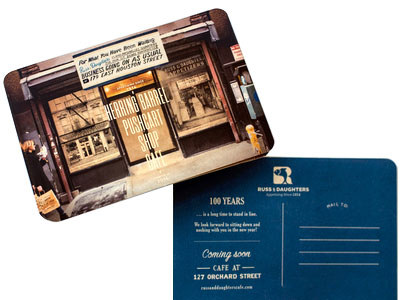 For What You Have Been Waiting
Russ & Daughters
BUSINESS GOING ON AS USUAL
179 EAST HOUSTON STREET
HERRING BARREL
PUSHCART
SHOP
CAFE
RUSS & DAUGHTERS
Appetizing Since 1914
100 YEARS
... is a long time to stand in line.
We look forward to sitting down and
noshing with you in the new year!
Coming soon
CAFE AT
127 ORCHARD STREET
russanddaughterscafe.com
MAIL TO: